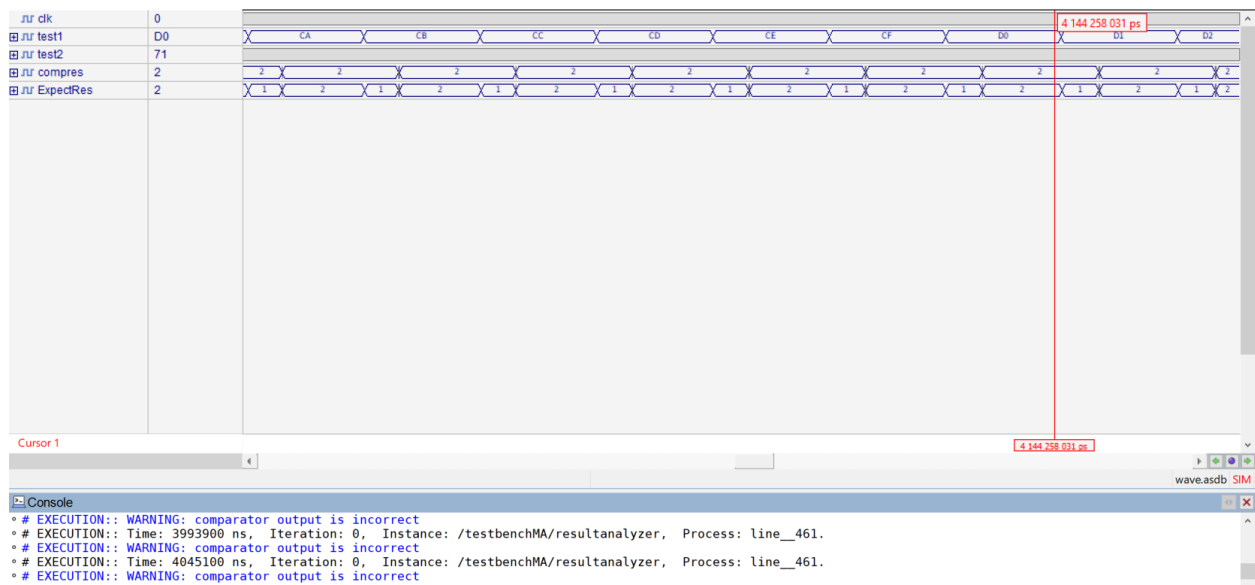 clk 0
4 144 258 031 ps
test1 D0 CA CB CC CD CE CF D0 D1 D2
test2 71
compres 2 2 2 2 2 2 2 2 2 2 2
ExpectRes 2 1 2 1 2 1 2 1 2 1 2 1 2 1 2 1 2 1 2
Cursor 1
4 144 258 031 ps
wave.asdb SIM
Console
# EXECUTION:: WARNING: comparator output is incorrect
# EXECUTION:: Time: 3993900 ns, Iteration: 0, Instance: /testbenchMA/resultanalyzer, Process: line__461.
# EXECUTION:: WARNING: comparator output is incorrect
# EXECUTION:: Time: 4045100 ns, Iteration: 0, Instance: /testbenchMA/resultanalyzer, Process: line__461.
# EXECUTION:: WARNING: comparator output is incorrect